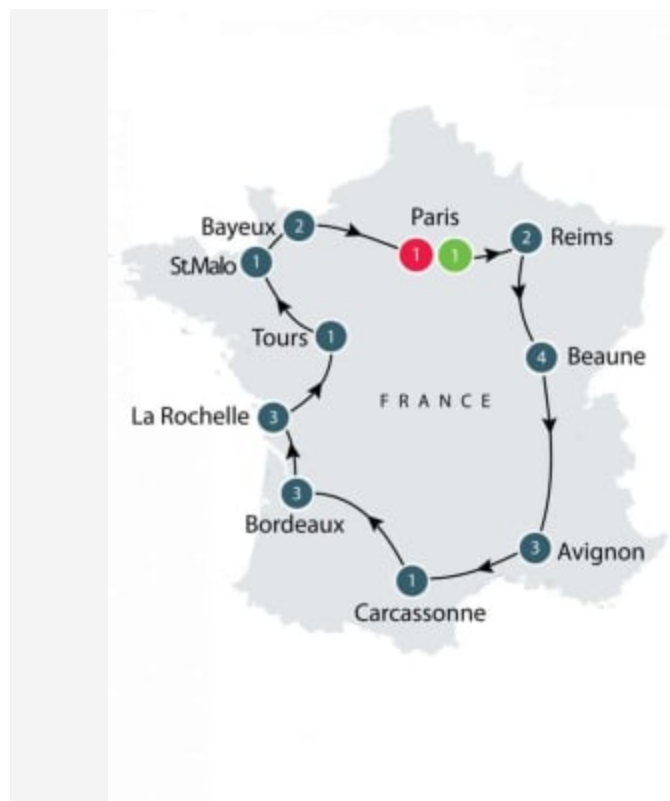 Paris
1
1
Bayeux
2
2
Reims
St.Malo
1
Tours
1
4
Beaune
FRANCE
La Rochelle
3
3
Bordeaux
3
Avignon
1
Carcassonne